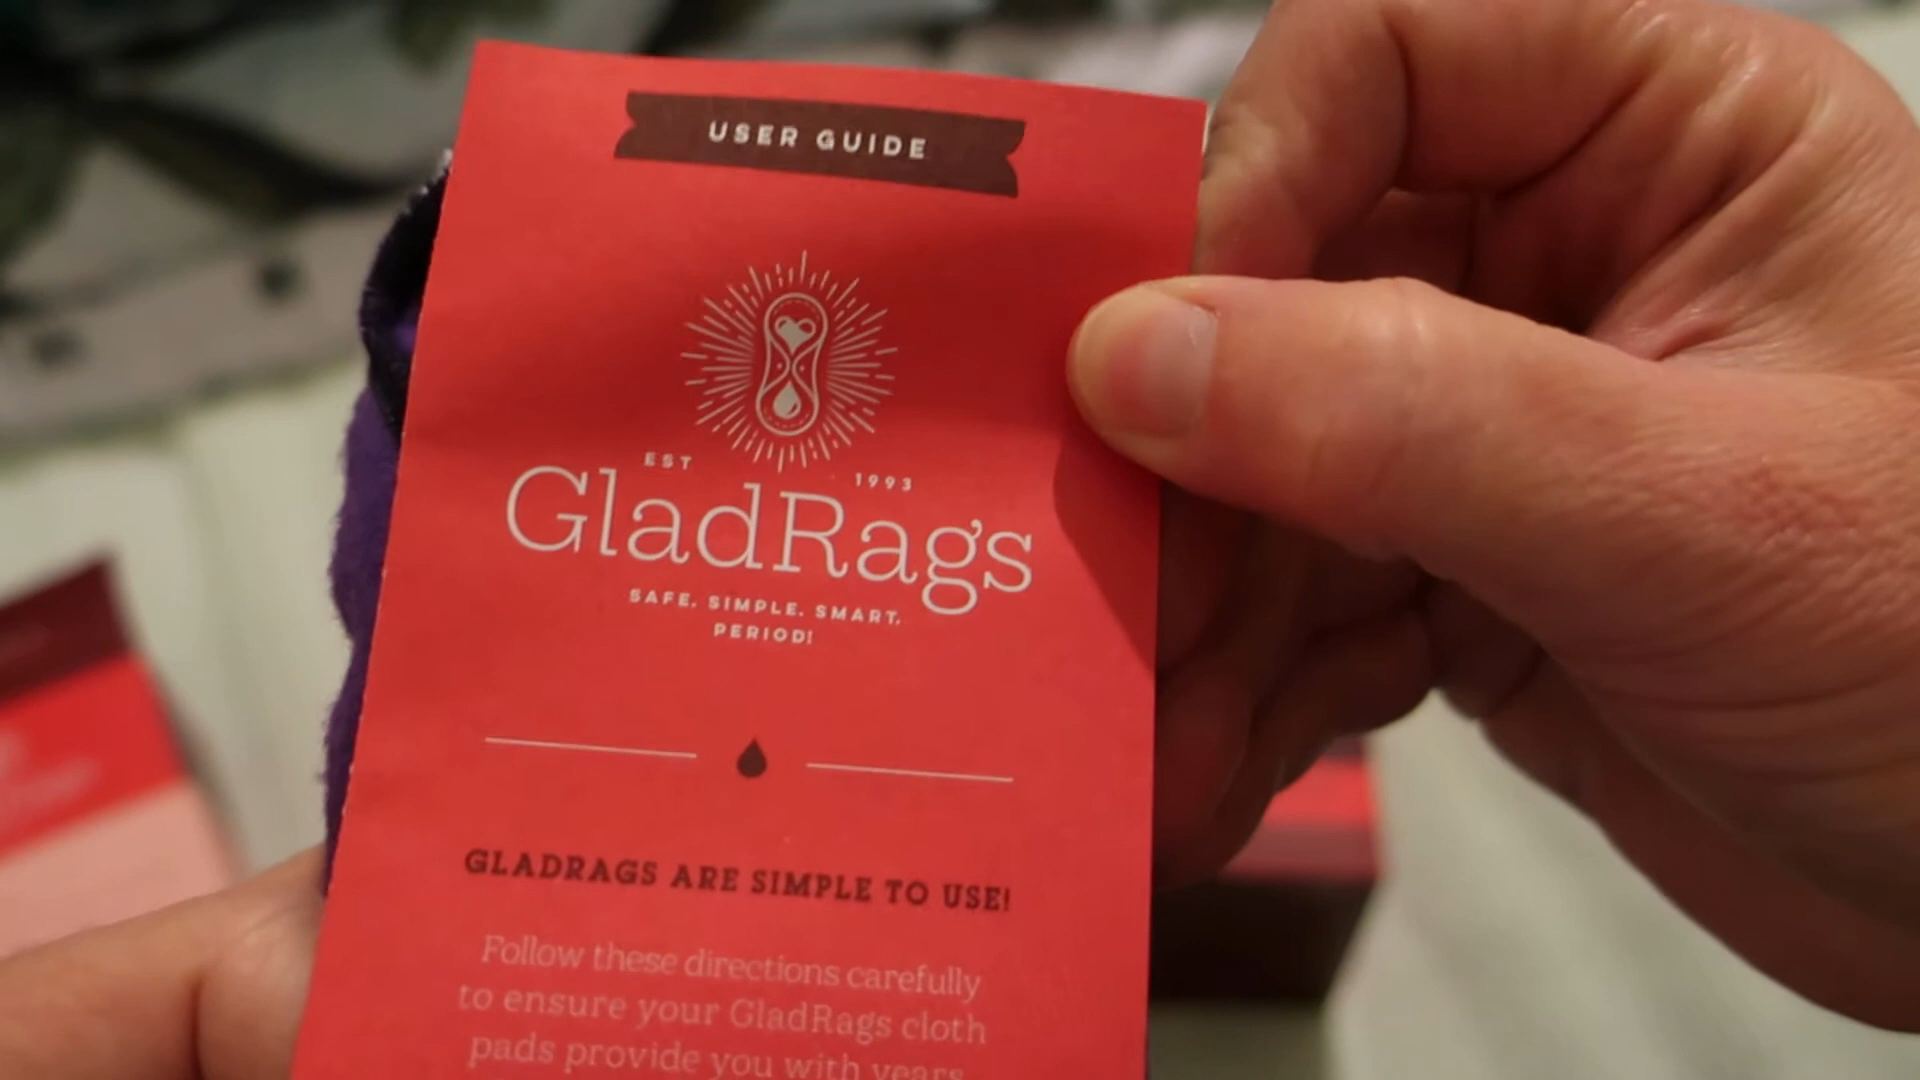 USER GUIDE
EST 1993
GladRags
SAFE. SIMPLE. SMART.
PERIOD!
GLADRAGS ARE SIMPLE TO USE!
Follow these directions carefully
to ensure your GladRags cloth
pads provide you with years